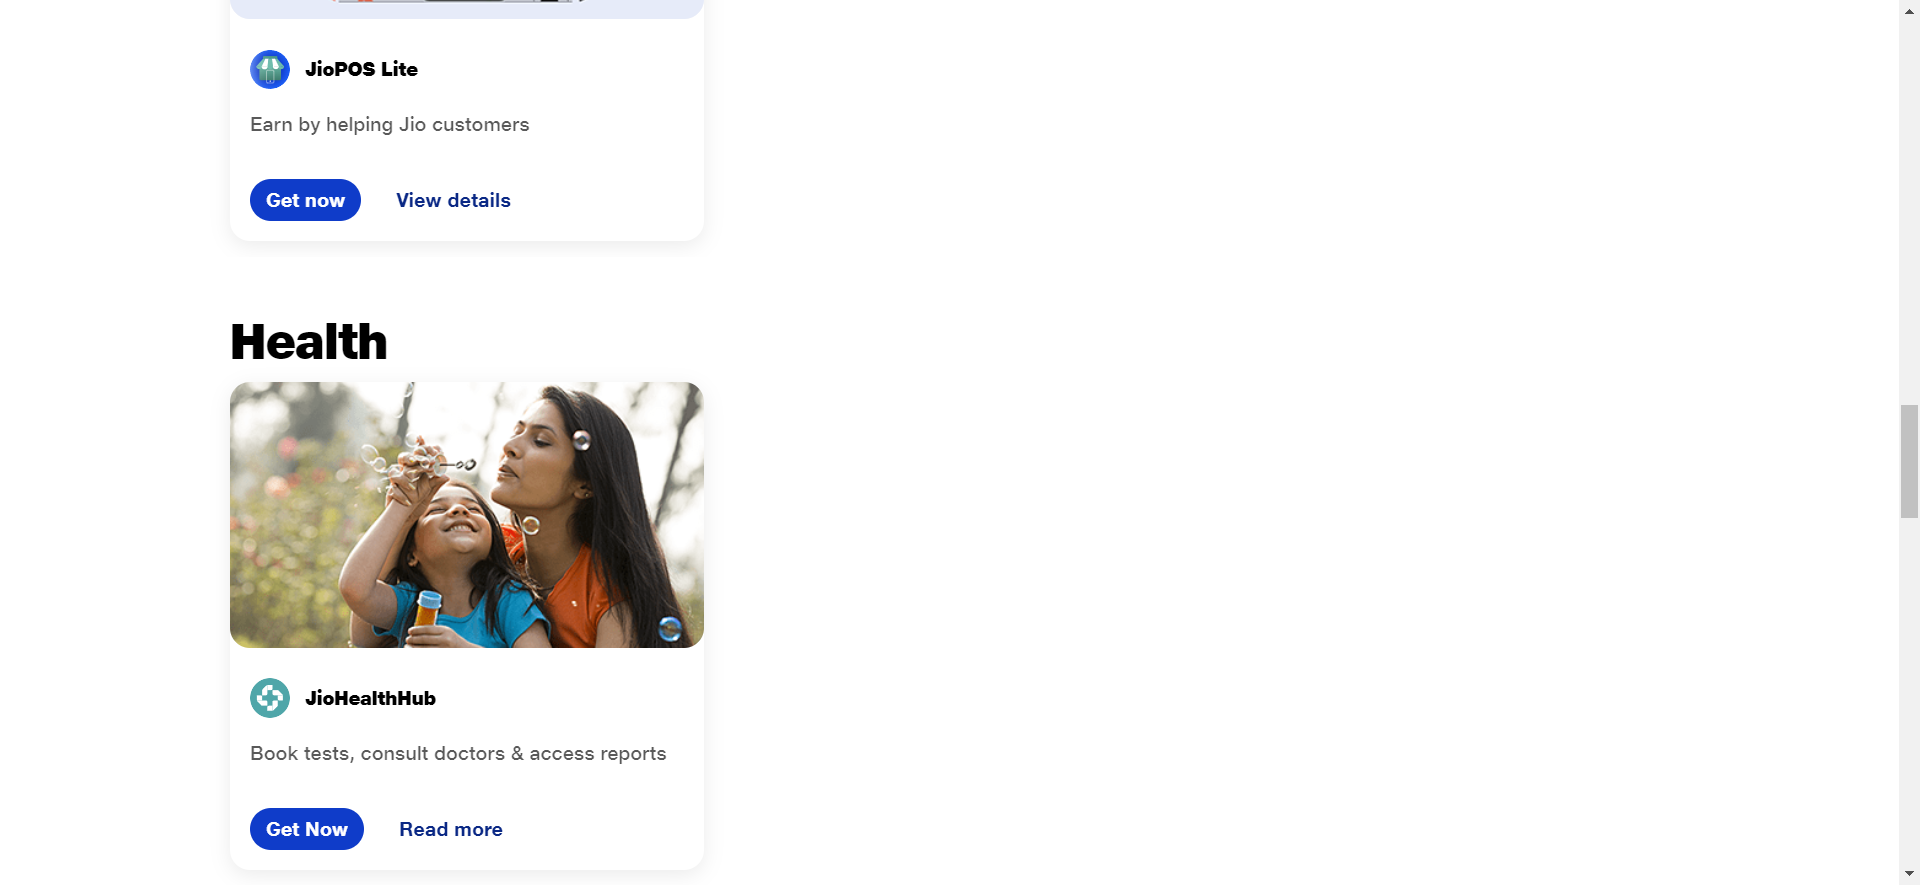 JioPOS Lite
Earn by helping Jio customers
Get now View details
Health
JioHealthHub
Book tests, consult doctors & access reports
Get Now Read more